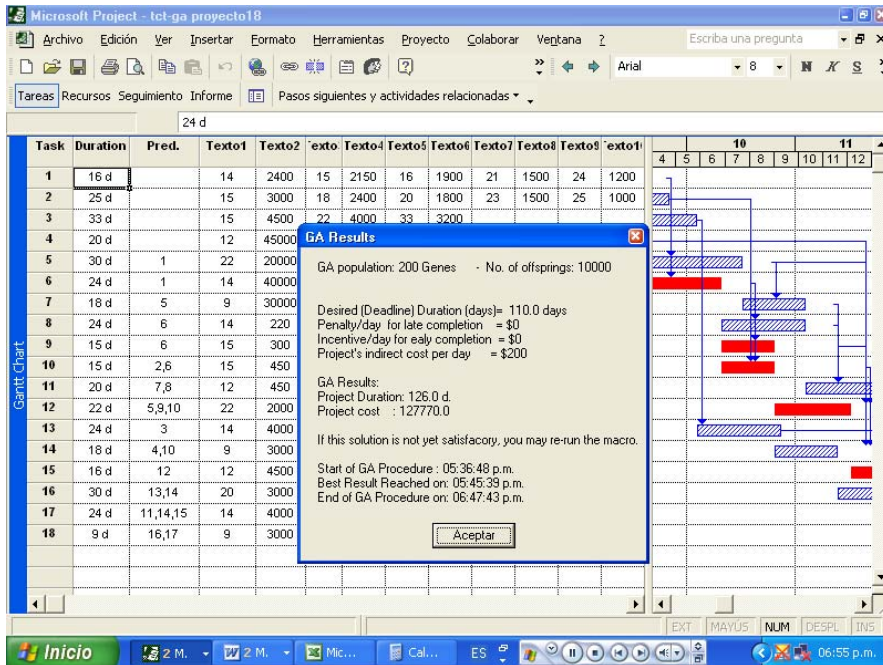 Microsoft Project - tct-ga proyecto18
Archivo Edición Ver Insertar Formato Herramientas Proyecto Colaborar Ventana ? Escriba una pregunta
Arial 8 N K S
Tareas Recursos Seguimiento Informe Pasos siguientes y actividades relacionadas
24 d
Task Duration Pred. Texto1 Texto2 exto Texto4 Texto5 Texto6 Texto7 Texto8 Texto9 exto1 10 11
4 5 6 7 8 9 10 11 12
1 16 d 14 2400 15 2150 16 1900 21 1500 24 1200
2 25 d 15 3000 18 2400 20 1800 23 1500 25 1000
3 33 d 15 4500 22 4000 33 3200
4 20 d 12 45000
5 30 d 1 22 20000
6 24 d 1 14 40000
7 18 d 5 9 30000
8 24 d 6 14 220
9 15 d 6 15 300
10 15 d 2,6 15 450
11 20 d 7,8 12 450
12 22 d 5,9,10 22 2000
13 24 d 3 14 4000
14 18 d 4,10 9 3000
15 16 d 12 12 4500
16 30 d 13,14 20 3000
17 24 d 11,14,15 14 4000
18 9 d 16,17 9 3000
Gantt Chart
GA Results
GA population: 200 Genes - No. of offsprings: 10000
Desired (Deadline) Duration (days)= 110.0 days
Penalty/day for late completion = $0
Incentive/day for ealy completion = $0
Project's indirect cost per day = $200
GA Results:
Project Duration: 126.0 d.
Project cost : 127770.0
If this solution is not yet satisfacory, you may re-run the macro.
Start of GA Procedure : 05:36:48 p.m.
Best Result Reached on: 05:45:39 p.m.
End of GA Procedure on: 06:47:43 p.m.
Aceptar
EXT MAYÚS NUM DESPL INS
Inicio 2 M. 2 M. Mic... Cal... ES 06:55 p.m.